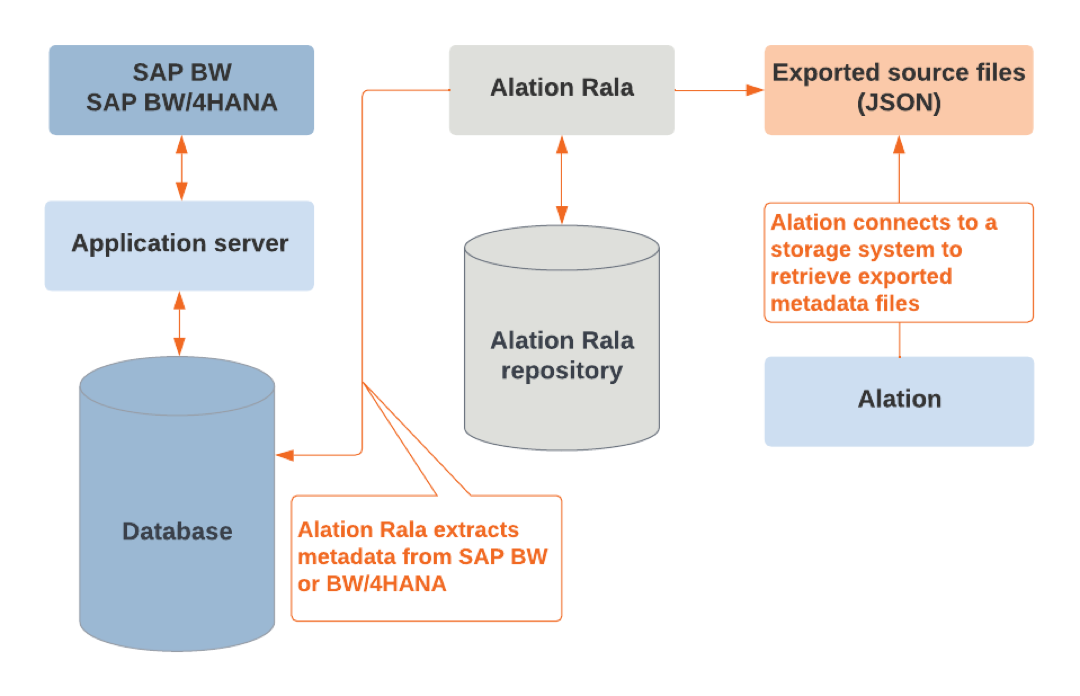 SAP BW
SAP BW/4HANA
Alation Rala
Exported source files
(JSON)
Application server
Alation connects to a
storage system to
retrieve exported
metadata files
Alation Rala
repository
Alation
Database
Alation Rala extracts
metadata from SAP BW
or BW/4HANA